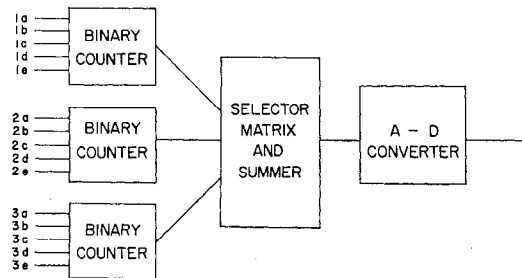 1a
1b
1c
1d
1e
BINARY
COUNTER
2a
2b
2c
2d
2e
BINARY
COUNTER
3a
3b
3c
3d
3e
BINARY
COUNTER
SELECTOR
MATRIX
AND
SUMMER
A - D
CONVERTER